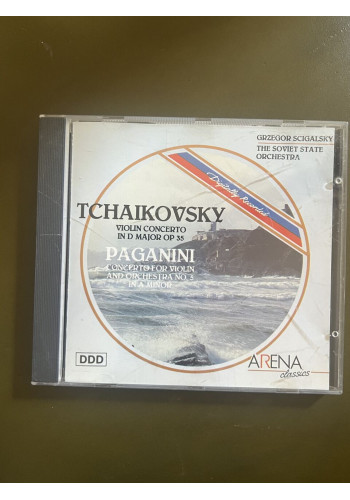 GRZEGOR SCIGALSKY
THE SOVIET STATE
ORCHESTRA
Digitally Recorded
TCHAIKOVSKY
VIOLIN CONCERTO
IN D MAJOR OP 35
PAGANINI
CONCERTO FOR VIOLIN
AND ORCHESTRA NO. 5
IN A MINOR
DDD
ARENA
classics